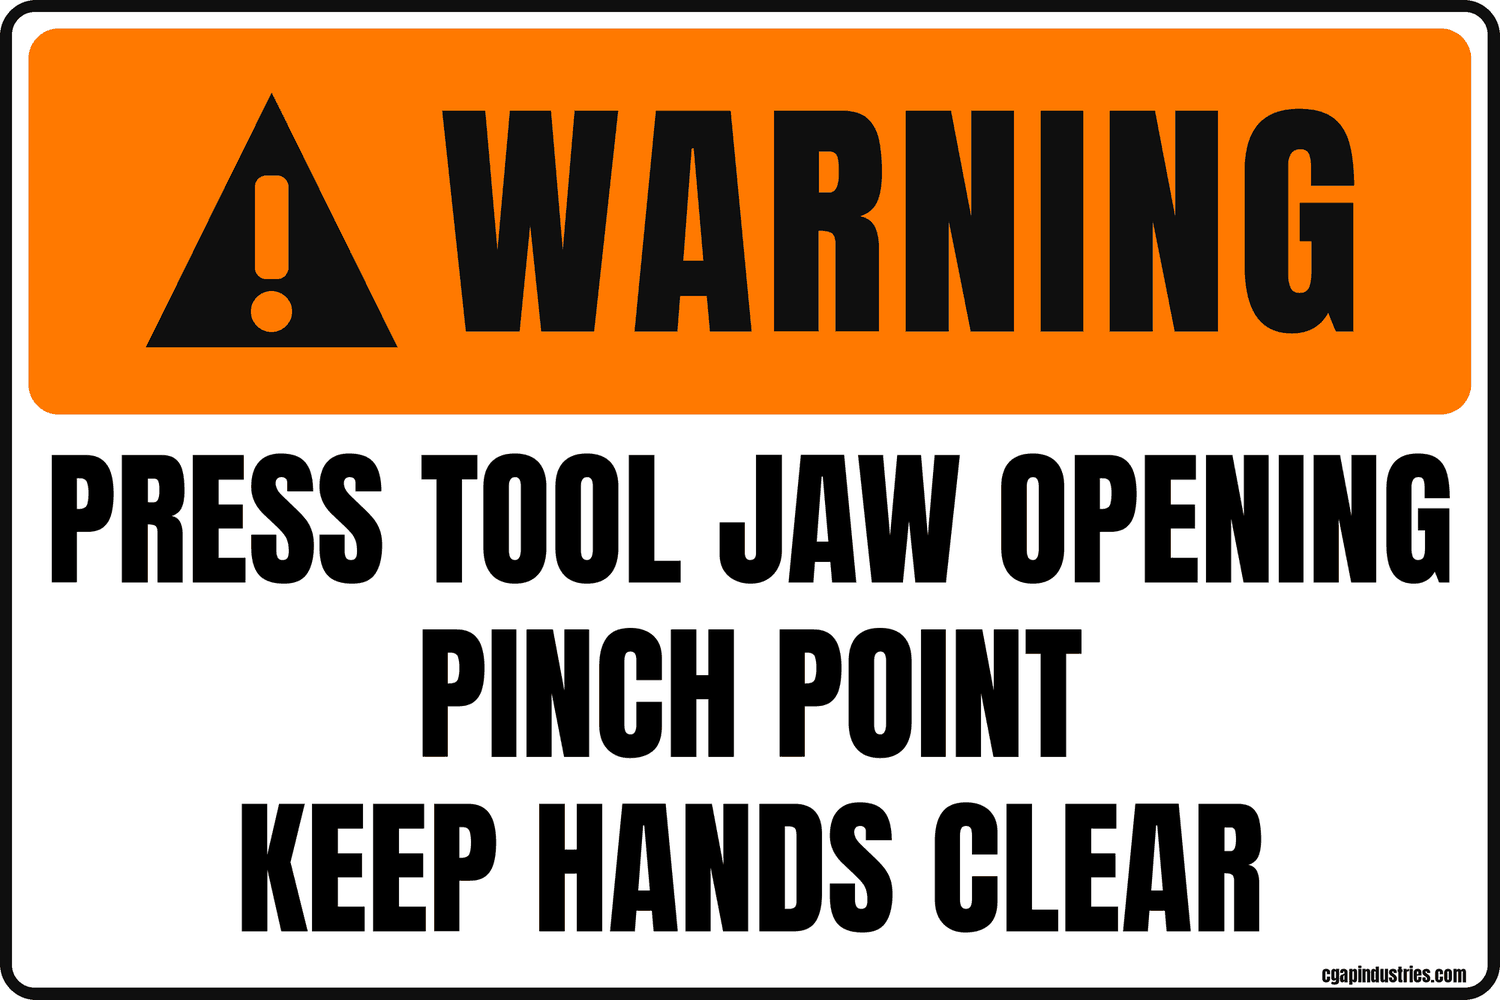 WARNING
PRESS TOOL JAW OPENING
PINCH POINT
KEEP HANDS CLEAR
cgapindustries.com